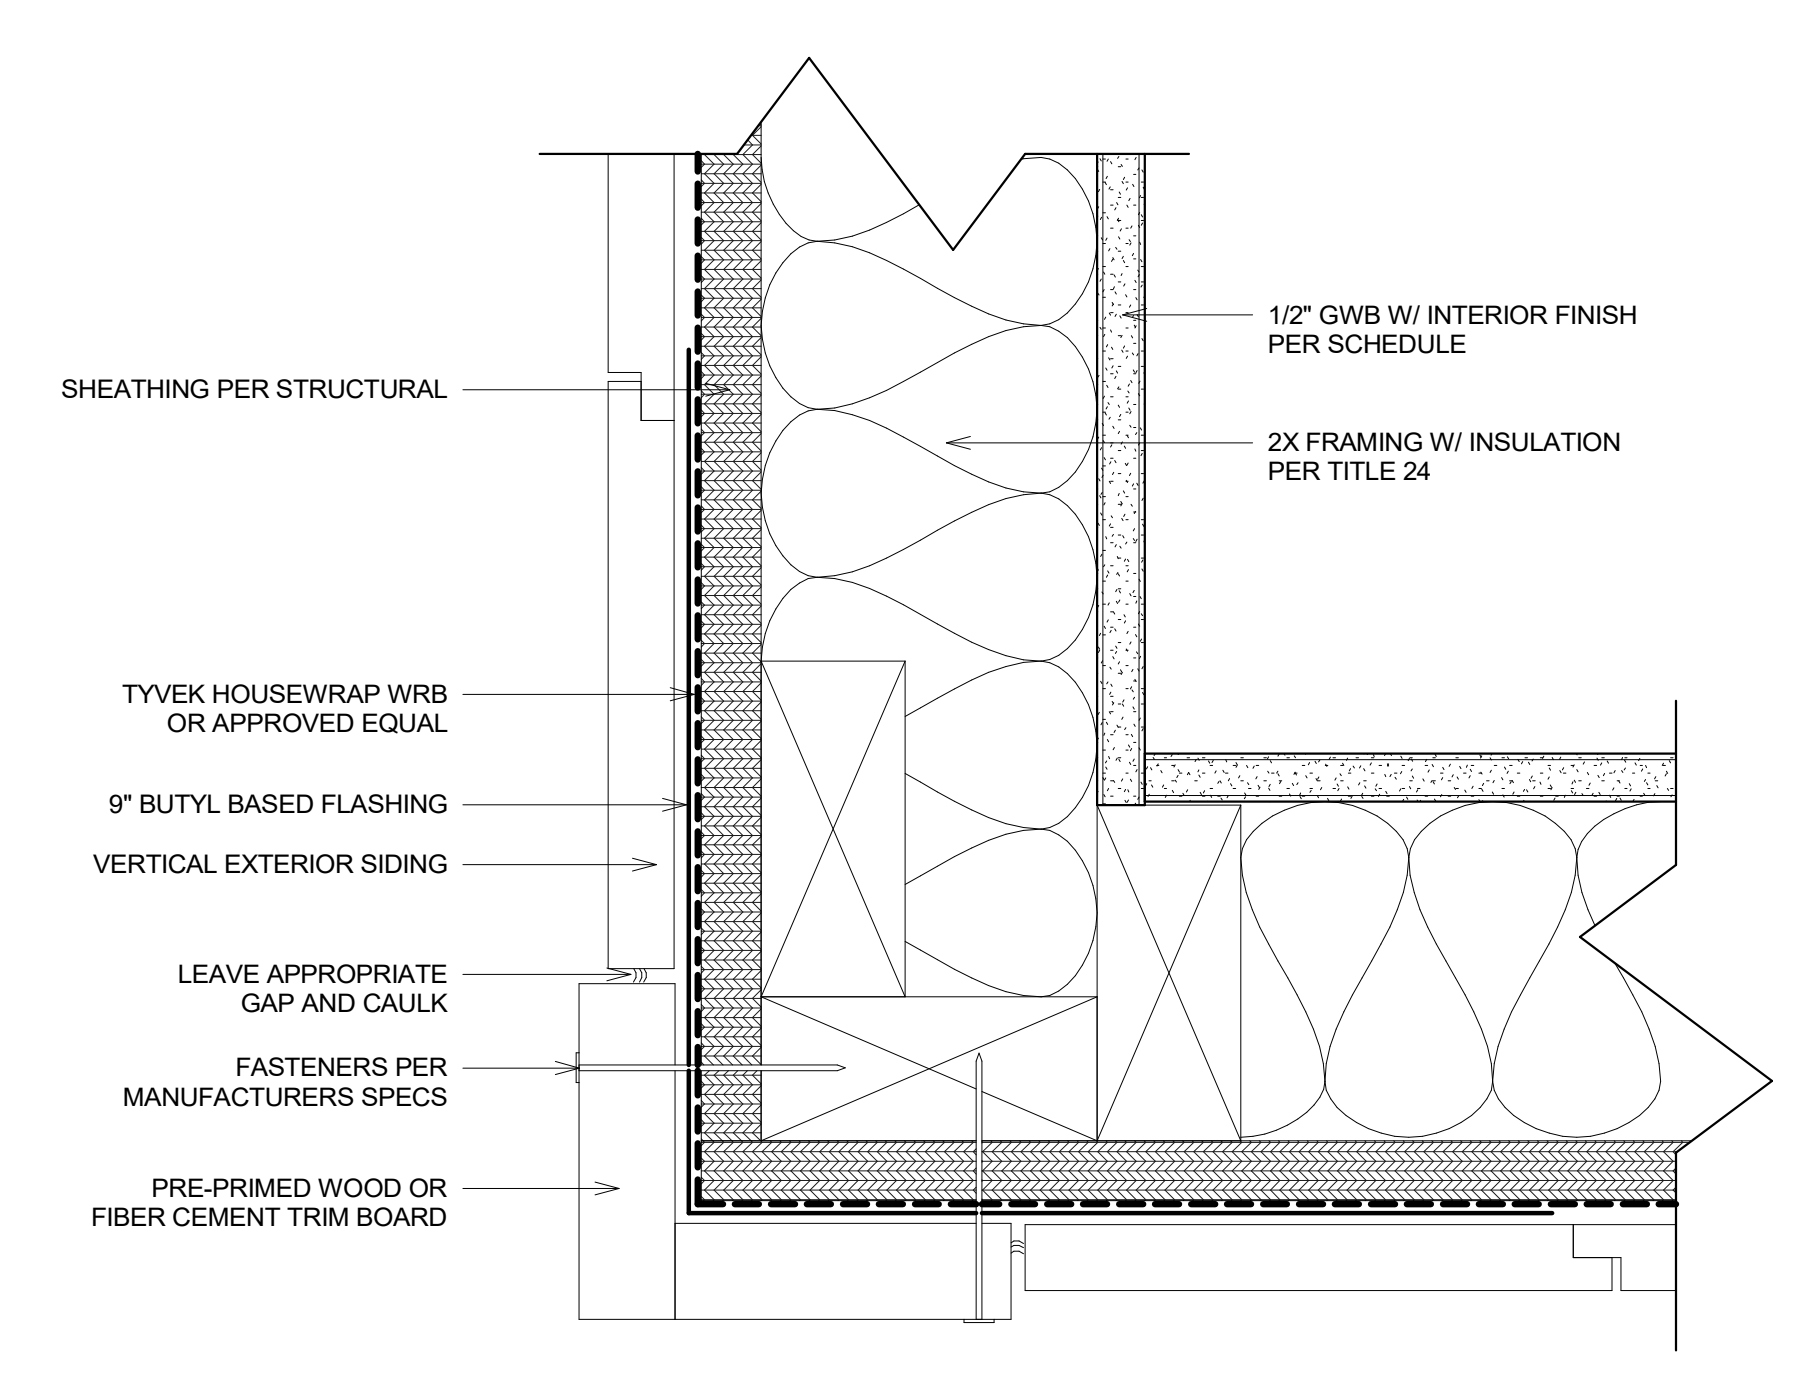 SHEATHING PER STRUCTURAL
TYVEK HOUSEWRAP WRB
OR APPROVED EQUAL
9" BUTYL BASED FLASHING
VERTICAL EXTERIOR SIDING
LEAVE APPROPRIATE
GAP AND CAULK
FASTENERS PER
MANUFACTURERS SPECS
PRE-PRIMED WOOD OR
FIBER CEMENT TRIM BOARD
1/2" GWB W/ INTERIOR FINISH
PER SCHEDULE
2X FRAMING W/ INSULATION
PER TITLE 24